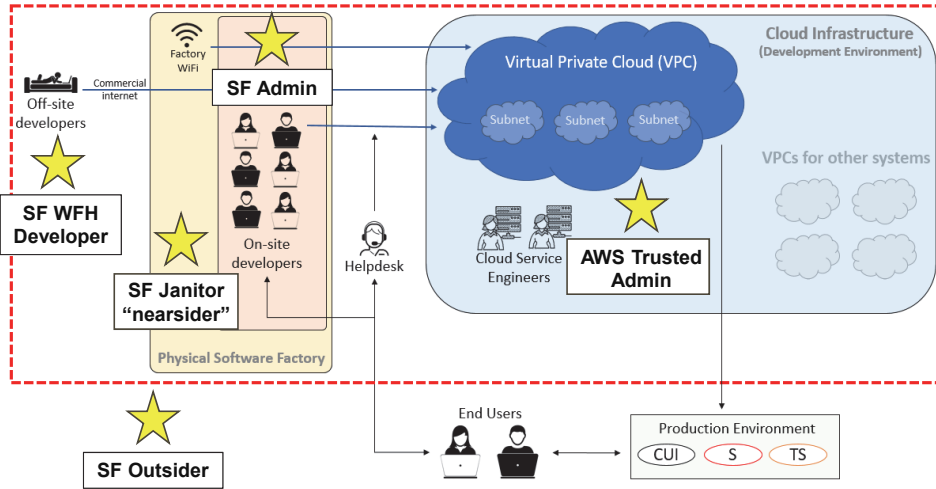 Cloud Infrastructure
(Development Environment)
Factory
WiFi
Virtual Private Cloud (VPC)
Commercial
internet
SF Admin
Off-site
developers
Subnet
Subnet
Subnet
VPCs for other systems
SF WFH
Developer
On-site
developers
Helpdesk
Cloud Service
Engineers
AWS Trusted
Admin
SF Janitor
“nearsider”
Physical Software Factory
End Users
Production Environment
CUI
S
TS
SF Outsider